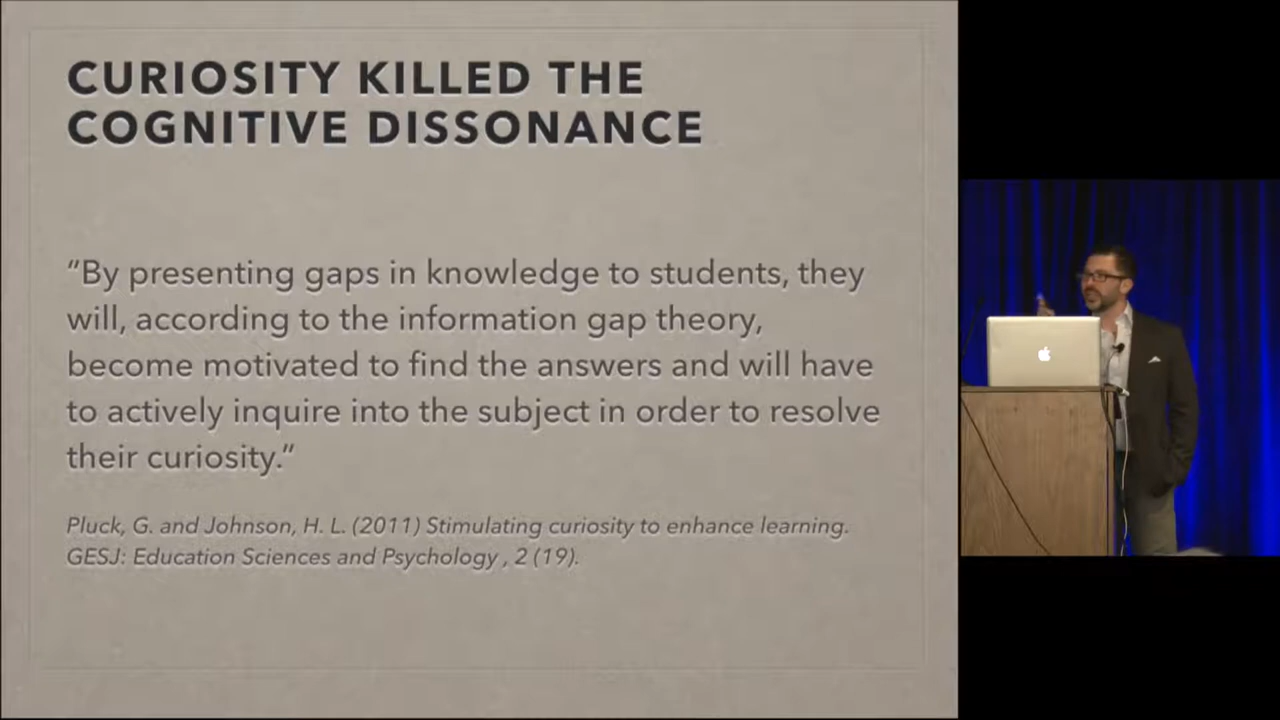 CURIOSITY KILLED THE
COGNITIVE DISSONANCE
“By presenting gaps in knowledge to students, they
will, according to the information gap theory,
become motivated to find the answers and will have
to actively inquire into the subject in order to resolve
their curiosity.”
Pluck, G. and Johnson, H. L. (2011) Stimulating curiosity to enhance learning.
GESJ: Education Sciences and Psychology , 2 (19).